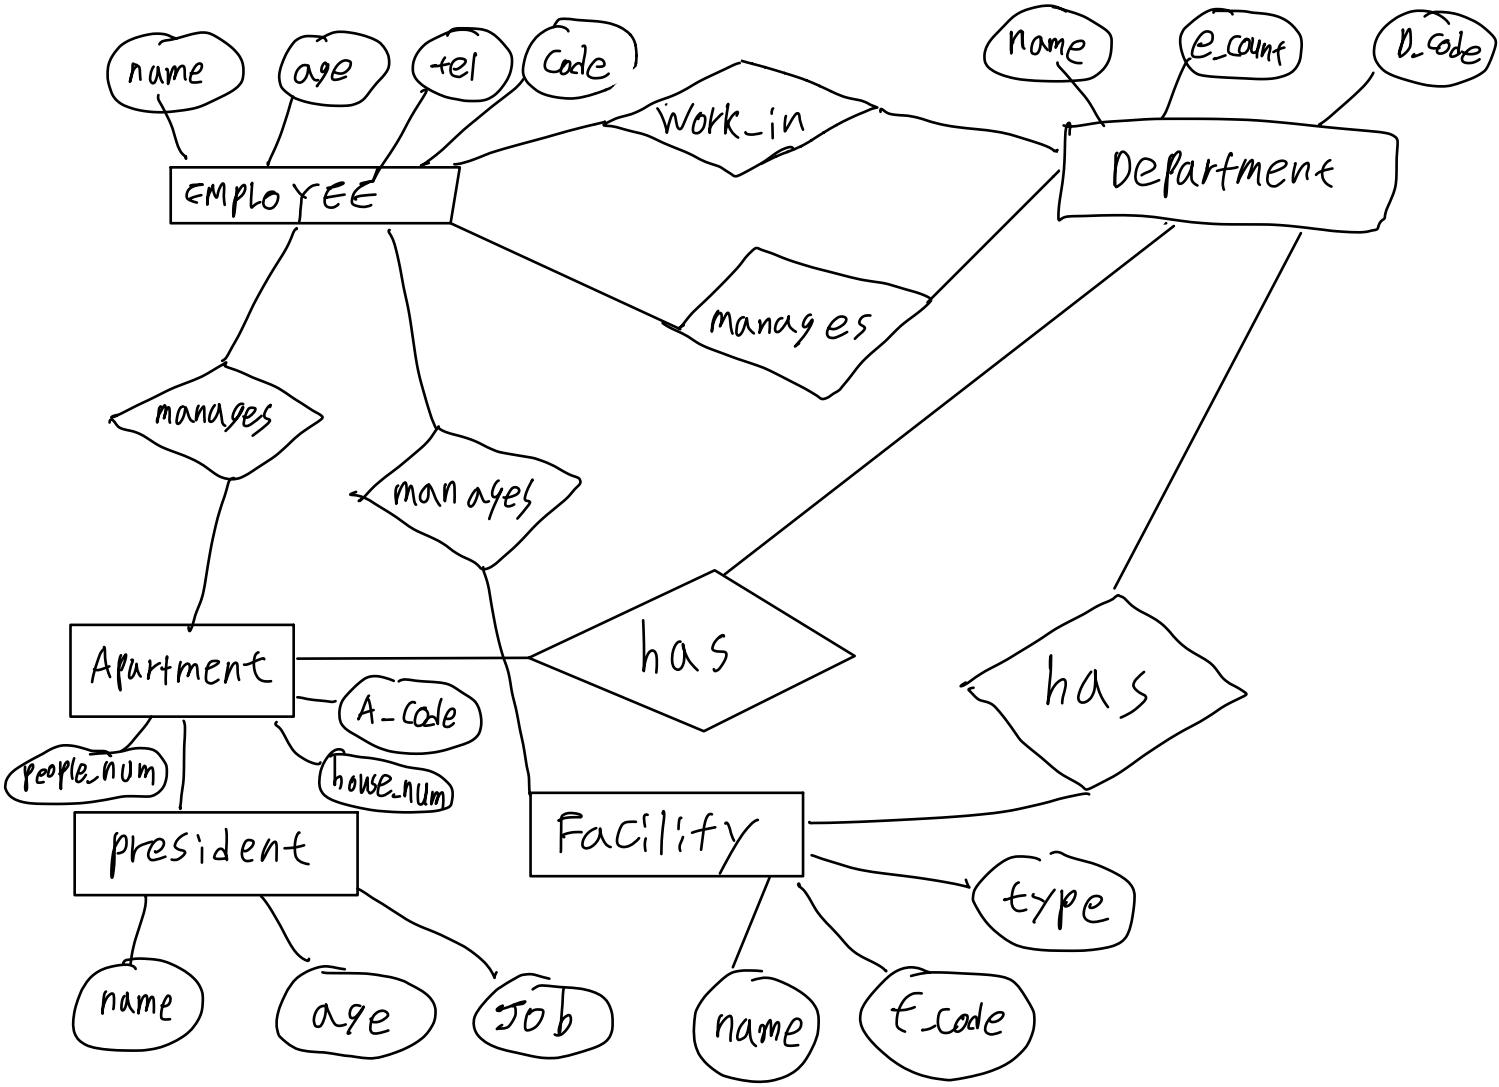 name
age
tel
Code
name
e_count
D_code
Work_in
EMPLOYEE
Department
manages
manages
manages
has
has
Apartment
A_code
people_num
house_num
president
Facility
type
name
age
Job
name
f_code